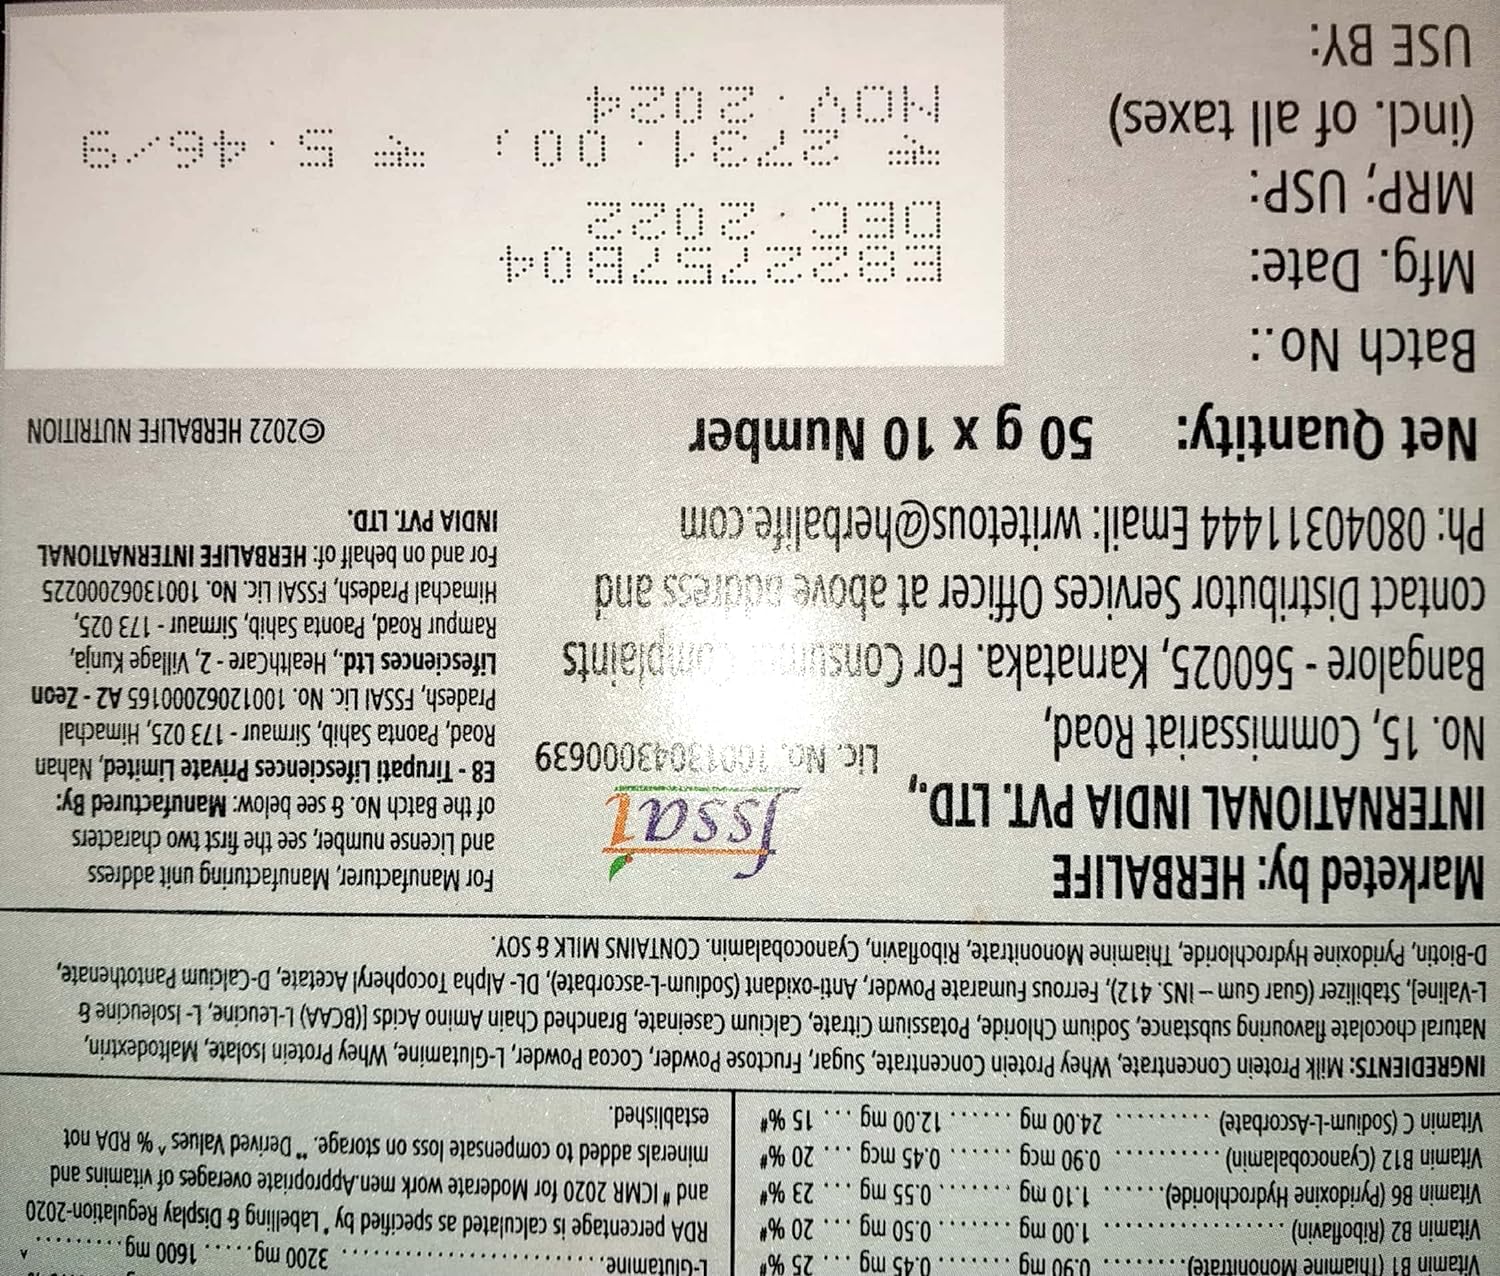 Vitamin B1 (Thiamine Mononitrate)......... 0.90 mg ........ 0.45 mg ... 25 %#
Vitamin B2 (Riboflavin) ...................... 1.00 mg ........ 0.50 mg ... 20 %#
Vitamin B6 (Pyridoxine Hydrochloride)...... 1.10 mg ........ 0.55 mg ... 23 %#
Vitamin B12 (Cyanocobalamin) ........... 0.90 mcg ....... 0.45 mcg ... 20 %#
Vitamin C (Sodium-L-Ascorbate) .......... 24.00 mg ...... 12.00 mg ... 15 %#
L-Glutamine............................ 3200 mg...... 1600 mg.......... ^
RDA percentage is calculated as specified by *Labelling & Display Regulation-2020
and # ICMR 2020 for Moderate work men.Appropriate overages of vitamins and
minerals added to compensate loss on storage. ** Derived Values ^ % RDA not
established.
INGREDIENTS: Milk Protein Concentrate, Whey Protein Concentrate, Sugar, Fructose Powder, Cocoa Powder, L-Glutamine, Whey Protein Isolate, Maltodextrin,
Natural chocolate flavouring substance, Sodium Chloride, Potassium Citrate, Calcium Caseinate, Branched Chain Amino Acids [(BCAA) L-Leucine, L- Isoleucine &
L-Valine], Stabilizer (Guar Gum – INS. 412), Ferrous Fumarate Powder, Anti-oxidant (Sodium-L-ascorbate), DL- Alpha Tocopheryl Acetate, D-Calcium Pantothenate,
D-Biotin, Pyridoxine Hydrochloride, Thiamine Mononitrate, Riboflavin, Cyanocobalamin. CONTAINS MILK & SOY.
Marketed by: HERBALIFE
INTERNATIONAL INDIA PVT. LTD.,
No. 15, Commissariat Road,
Bangalore - 560025, Karnataka. For Consumer Complaints
contact Distributor Services Officer at above address and
Ph: 08040311444 Email: writetous@herbalife.com
fssai
Lic. No. 10013043000639
For Manufacturer, Manufacturing unit address
and License number, see the first two characters
of the Batch No. & see below: Manufactured By:
E8 - Tirupati Lifesciences Private Limited, Nahan
Road, Paonta Sahib, Sirmaur - 173 025, Himachal
Pradesh, FSSAI Lic. No. 10012062000165 A2 - Zeon
Lifesciences Ltd., HealthCare - 2, Village Kunja,
Rampur Road, Paonta Sahib, Sirmaur - 173 025,
Himachal Pradesh, FSSAI Lic. No. 10013062000225
For and on behalf of: HERBALIFE INTERNATIONAL
INDIA PVT. LTD.
Net Quantity: 50 g x 10 Number
©2022 HERBALIFE NUTRITION
Batch No.: E822757B04
Mfg. Date: DEC.2022
MRP; USP: ₹ 2731.00; ₹ 5.46/g
(incl. of all taxes)
USE BY: NOV.2024